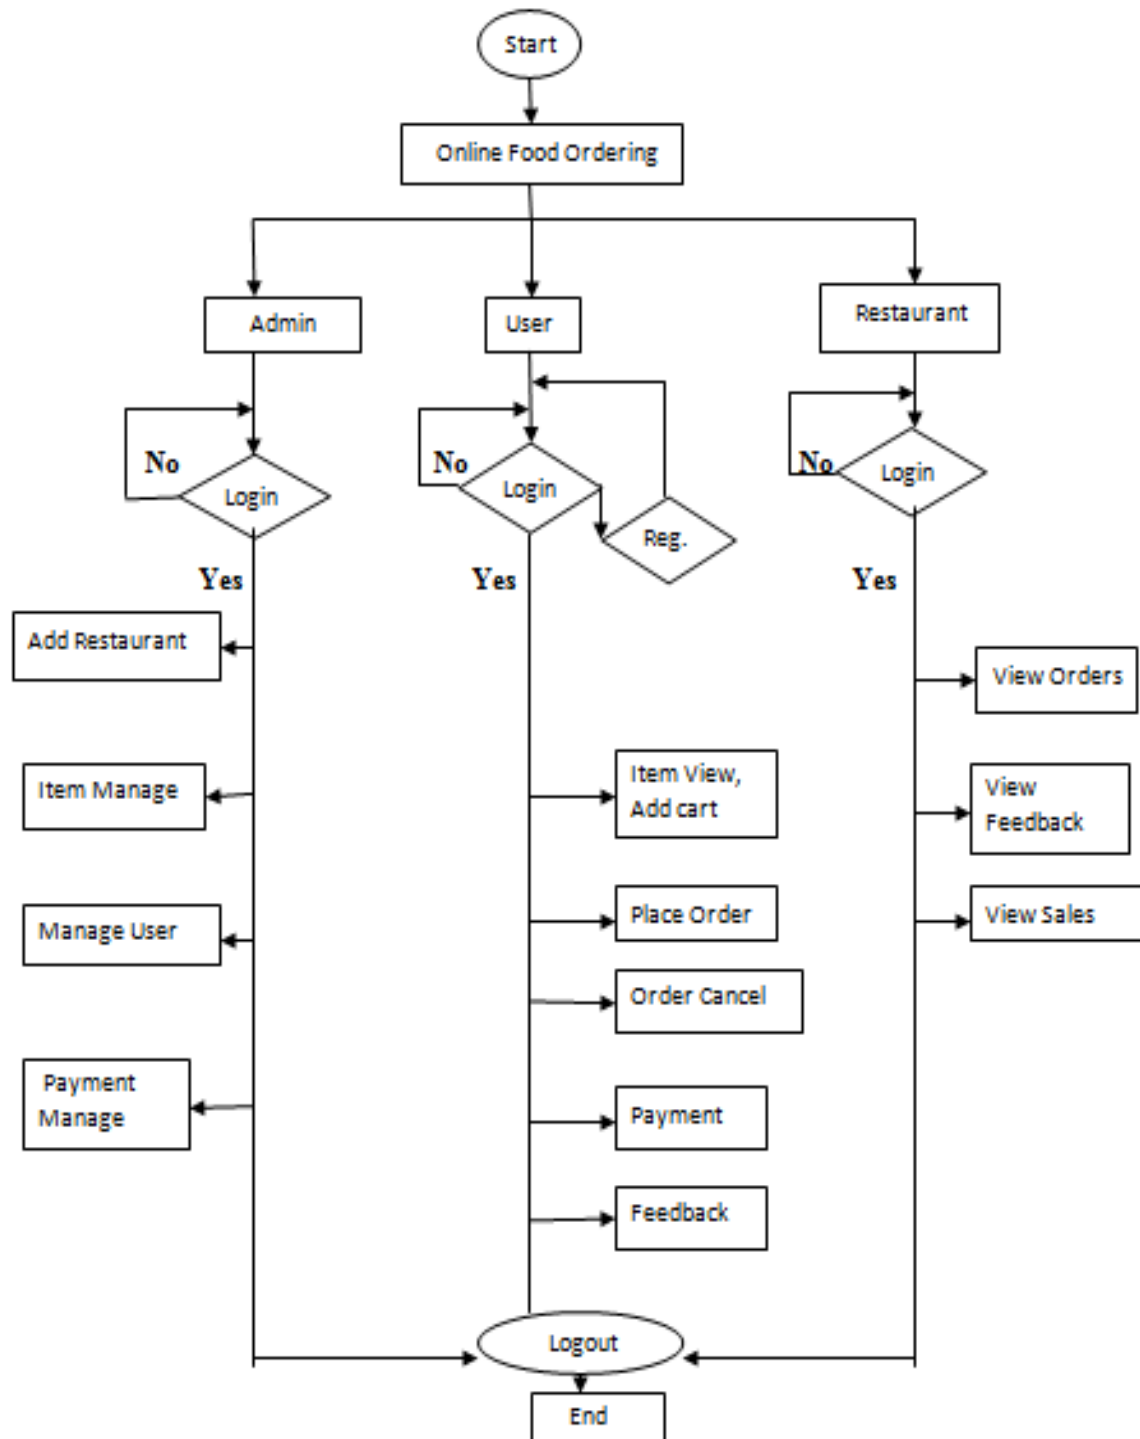 Start
Online Food Ordering
Admin
User
Restaurant
No
Login
No
Login
Reg.
No
Login
Yes
Yes
Yes
Add Restaurant
View Orders
Item Manage
Item View,
Add cart
View
Feedback
Manage User
Place Order
View Sales
Order Cancel
Payment
Manage
Payment
Feedback
Logout
End